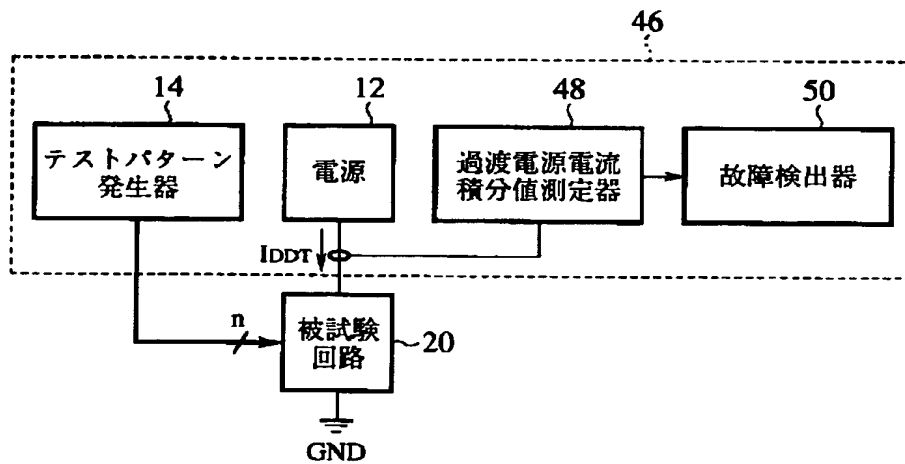 46
14
12
48
50
テストパターン
発生器
電源
過渡電源電流
積分値測定器
故障検出器
IDDT
n
被試験
回路
20
GND